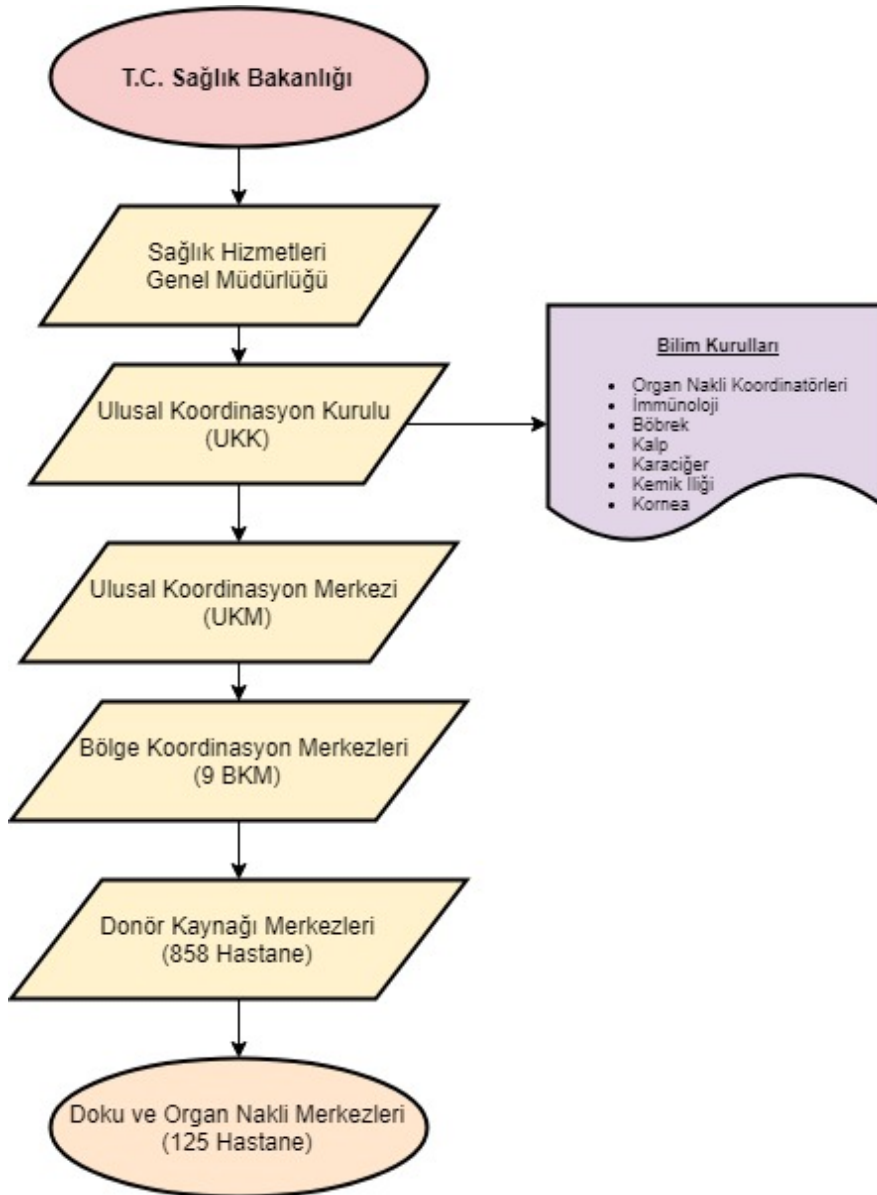 T.C. Sağlık Bakanlığı
Sağlık Hizmetleri
Genel Müdürlüğü
Ulusal Koordinasyon Kurulu
(UKK)
Bilim Kurulları
• Organ Nakli Koordinatörleri
• İmmünoloji
• Böbrek
• Kalp
• Karaciğer
• Kemik Iliği
• Kornea
Ulusal Koordinasyon Merkezi
(UKM)
Bölge Koordinasyon Merkezleri
(9 BKM)
Donör Kaynağı Merkezleri
(858 Hastane)
Doku ve Organ Nakli Merkezleri
(125 Hastane)